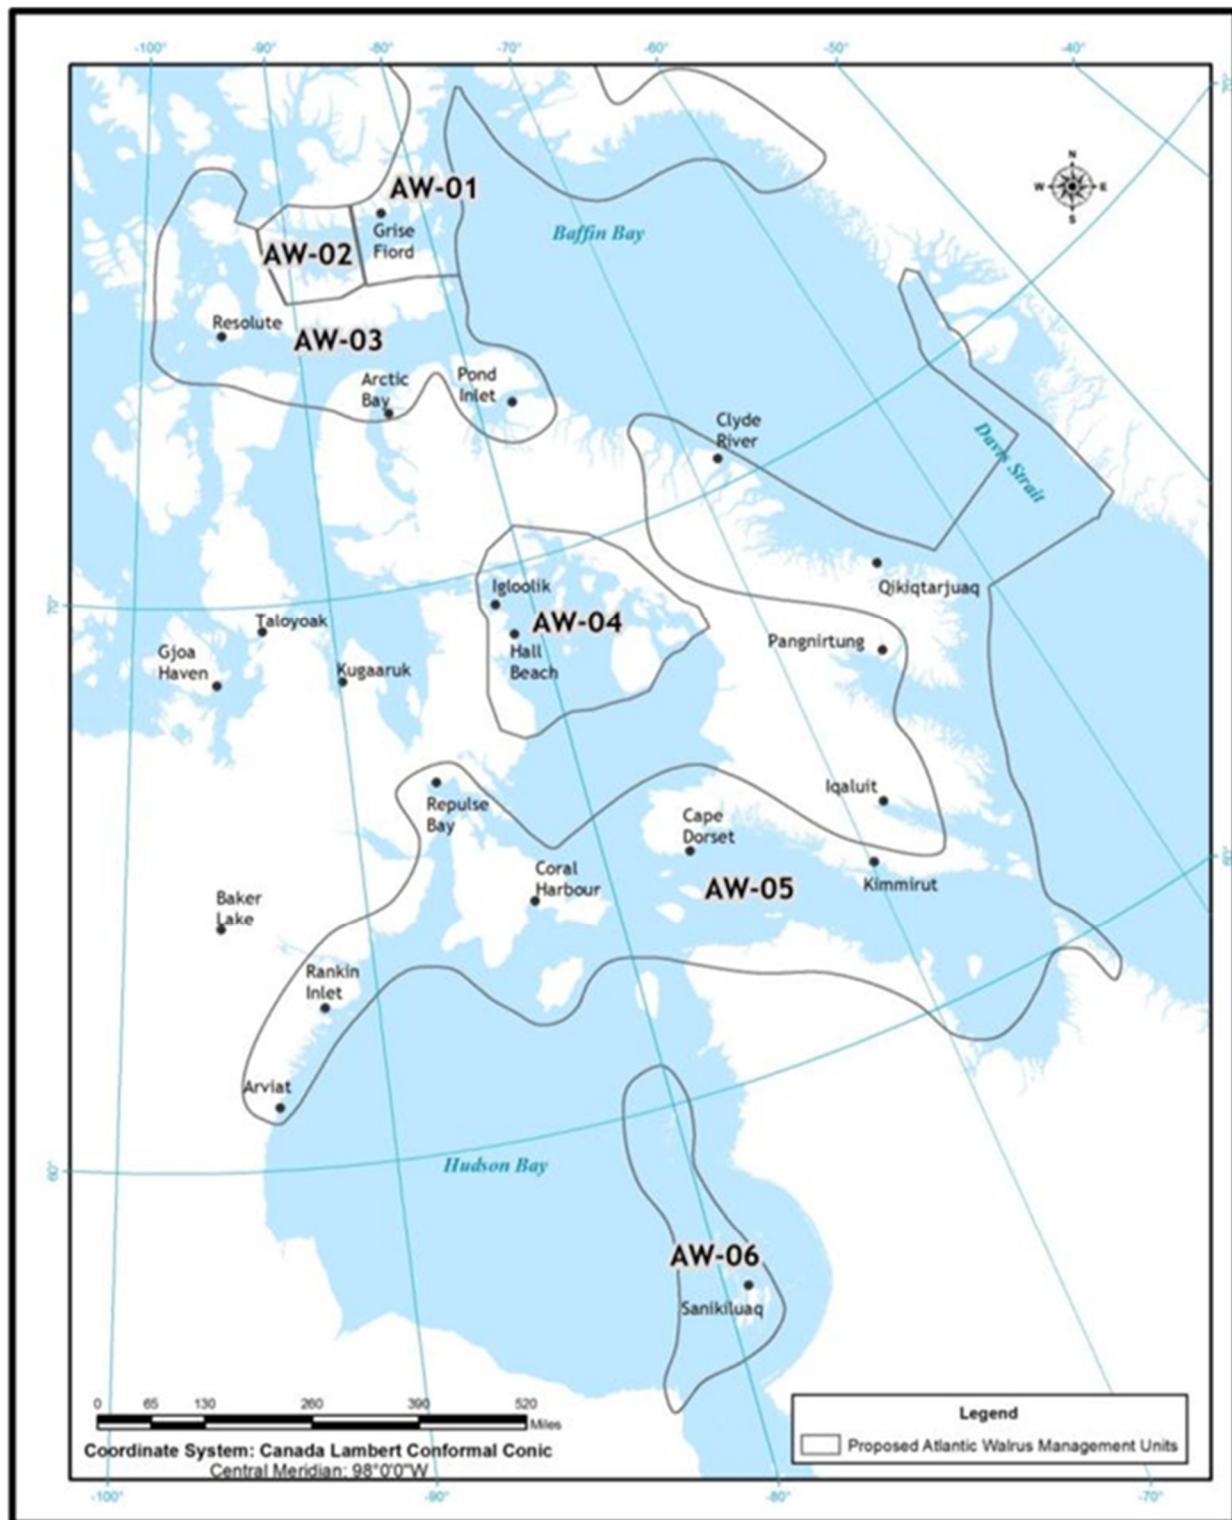 -100° -90° -80° -70° -60° -50° -40°
70°
N
W E
S
AW-01
Grise
Fiord
Baffin Bay
AW-02
Resolute
AW-03
Arctic
Bay
Pond
Inlet
Clyde
River
Davis Strait
Igloolik
Qikiqtarjuaq
70°
Taloyoak
AW-04
Pangnirtung
Gjoa
Haven
Hall
Beach
Kugaaruk
Iqaluit
Repulse
Bay
Cape
Dorset
60°
Coral
Harbour
AW-05
Kimmirut
Baker
Lake
Rankin
Inlet
Arviat
60°
Hudson Bay
AW-06
Sanikiluaq
0 65 130 260 390 520
Miles
Coordinate System: Canada Lambert Conformal Conic
Central Meridian: 98°0'0"W
Legend
Proposed Atlantic Walrus Management Units
-100° -90° -80° -70°